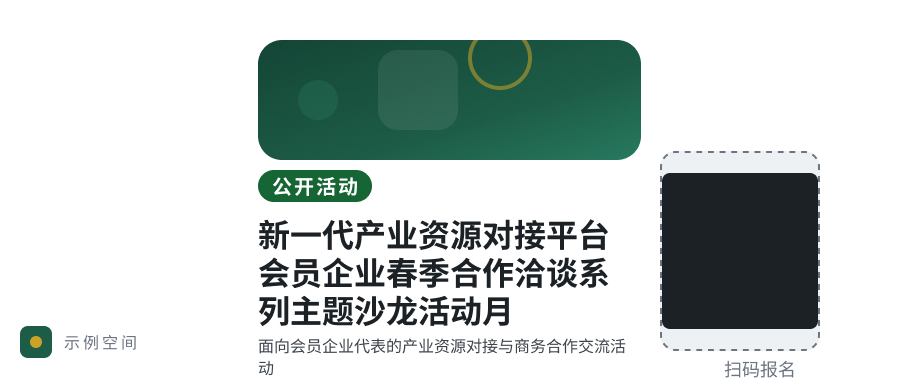 公开活动
新一代产业资源对接平台
会员企业春季合作洽谈系
列主题沙龙活动月
面向会员企业代表的产业资源对接与商务合作交流活
动
示例空间
扫码报名